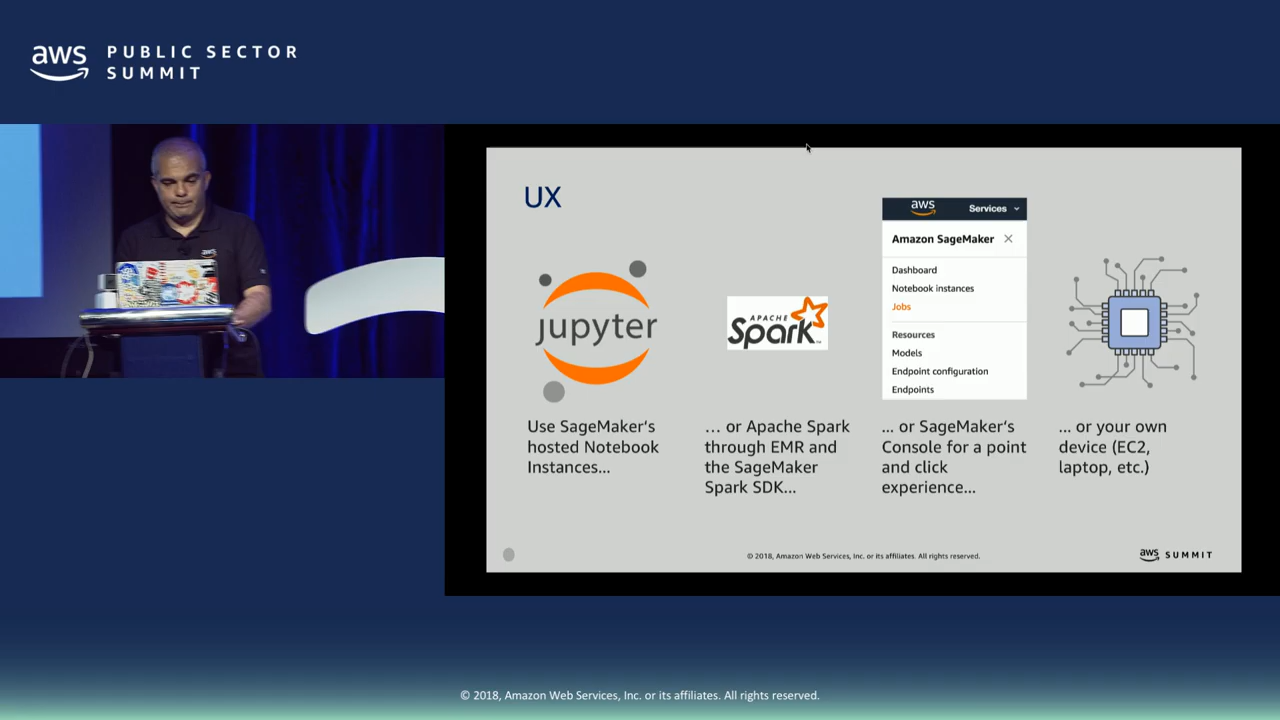 aws
PUBLIC SECTOR
SUMMIT
aws
UX
jupyter
APACHE
Spark
TM
aws
Services
Amazon SageMaker
Dashboard
Notebook instances
Jobs
Resources
Models
Endpoint configuration
Endpoints
Use SageMaker's
hosted Notebook
Instances...
... or Apache Spark
through EMR and
the SageMaker
Spark SDK...
... or SageMaker's
Console for a point
and click
experience...
... or your own
device (EC2,
laptop, etc.)
© 2018, Amazon Web Services, Inc. or its affiliates. All rights reserved.
aws SUMMIT
© 2018, Amazon Web Services, Inc. or its affiliates. All rights reserved.